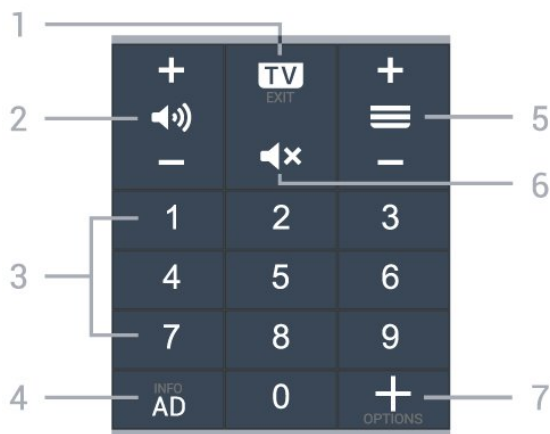 1
+ TV +
EXIT
2 5
- -
6
3
1 2 3
4 5 6
7 8 9
4 INFO 7
AD 0 +
OPTIONS